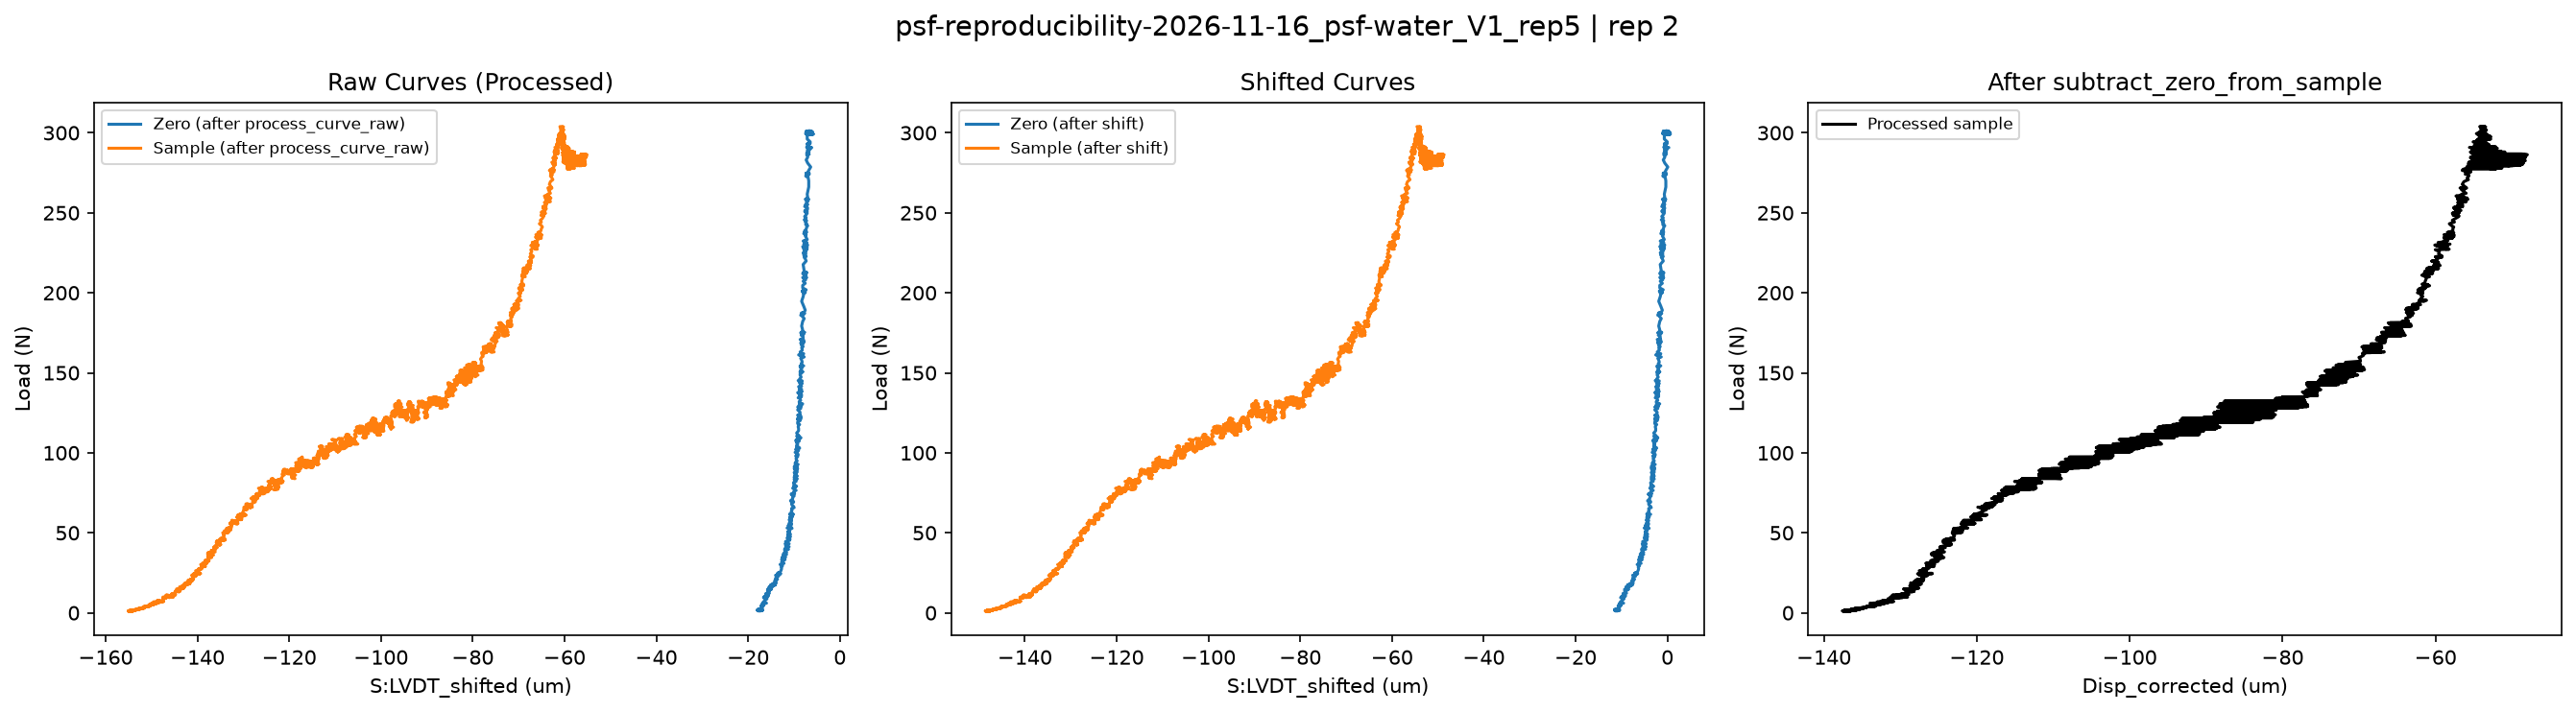 psf-reproducibility-2026-11-16_psf-water_V1_rep5 | rep 2
Raw Curves (Processed)
Zero (after process_curve_raw)
Sample (after process_curve_raw)
300
250
200
150
100
50
0
Load (N)
−160 −140 −120 −100 −80 −60 −40 −20 0
S:LVDT_shifted (um)
Shifted Curves
Zero (after shift)
Sample (after shift)
300
250
200
150
100
50
0
Load (N)
−140 −120 −100 −80 −60 −40 −20 0
S:LVDT_shifted (um)
After subtract_zero_from_sample
Processed sample
300
250
200
150
100
50
0
Load (N)
−140 −120 −100 −80 −60
Disp_corrected (um)